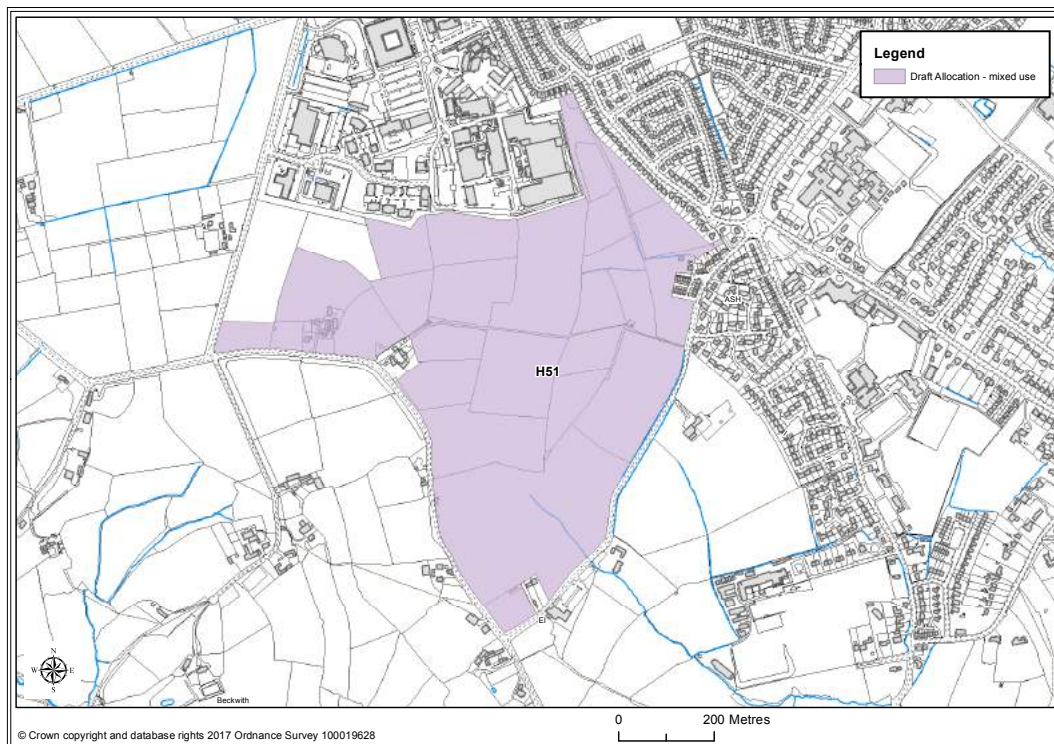 Legend
Draft Allocation - mixed use
ASH
H51
El
N
W E
S
Beckwith
0 200 Metres
© Crown copyright and database rights 2017 Ordnance Survey 100019628